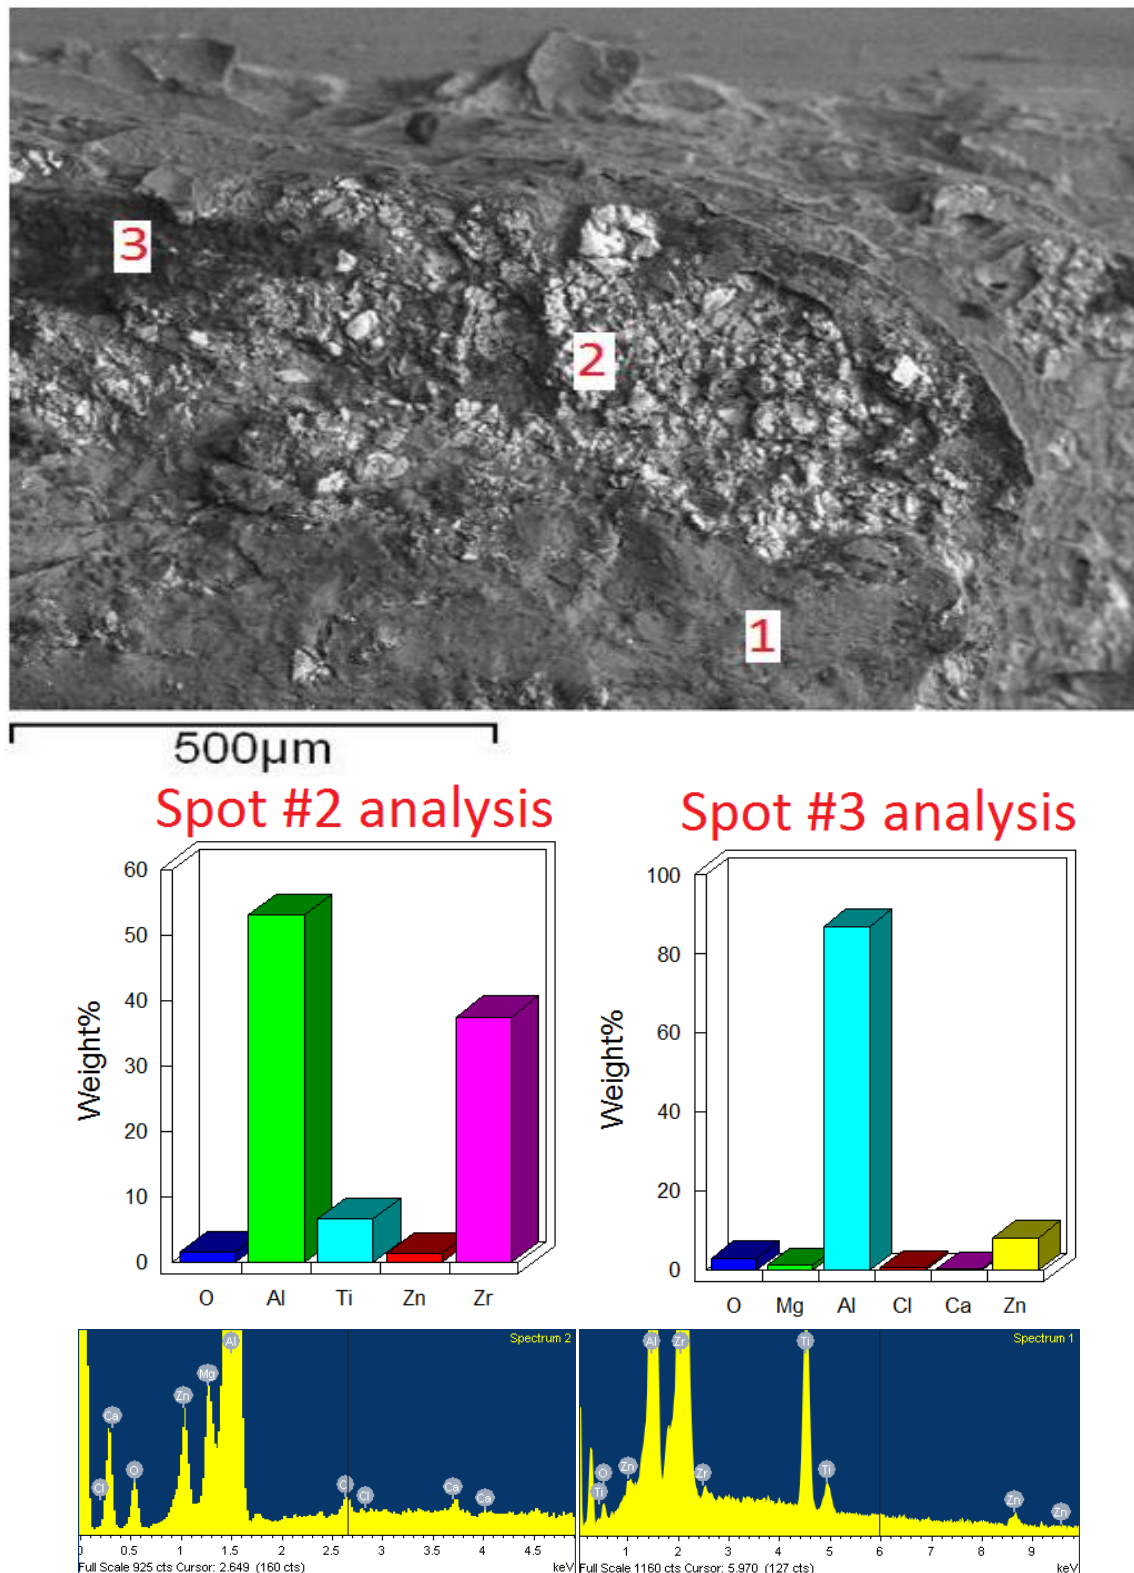 3
2
1
500µm
Spot #2 analysis
60
50
40
30
20
10
0
Weight%
O Al Ti Zn Zr
Spot #3 analysis
100
80
60
40
20
0
Weight%
O Mg Al Cl Ca Zn
Spectrum 2
Al
Mg
Zn
Ca
O
Cl
Cl
Ca
Ca
0 0.5 1 1.5 2 2.5 3 3.5 4 4.5
Full Scale 925 cts Cursor: 2.649 (160 cts) keV
Spectrum 1
Al Zr Ti
O Zn Zr Ti
Ti
Zn Zn
1 2 3 4 5 6 7 8 9
Full Scale 1160 cts Cursor: 5.970 (127 cts) keV